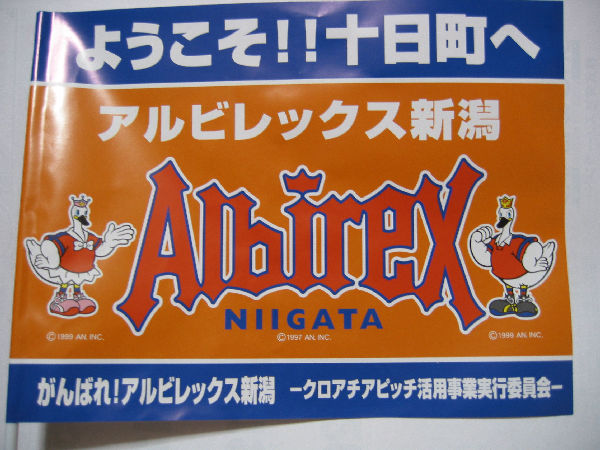 ようこそ!!十日町へ
アルビレックス新潟
Albirex
NIIGATA
©1999 AN, INC.
©1997 AN, INC.
©1999 AN, INC.
がんばれ!アルビレックス新潟 −クロアチアピッチ活用事業実行委員会−